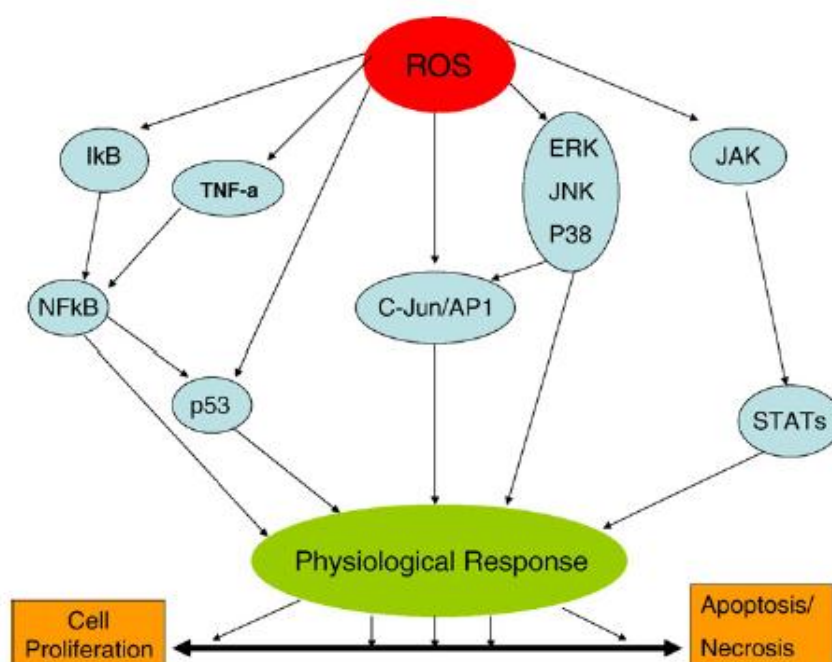 ROS
IkB
TNF-a
ERK
JNK
P38
JAK
NFkB
C-Jun/AP1
p53
STATs
Physiological Response
Cell
Proliferation
Apoptosis/
Necrosis